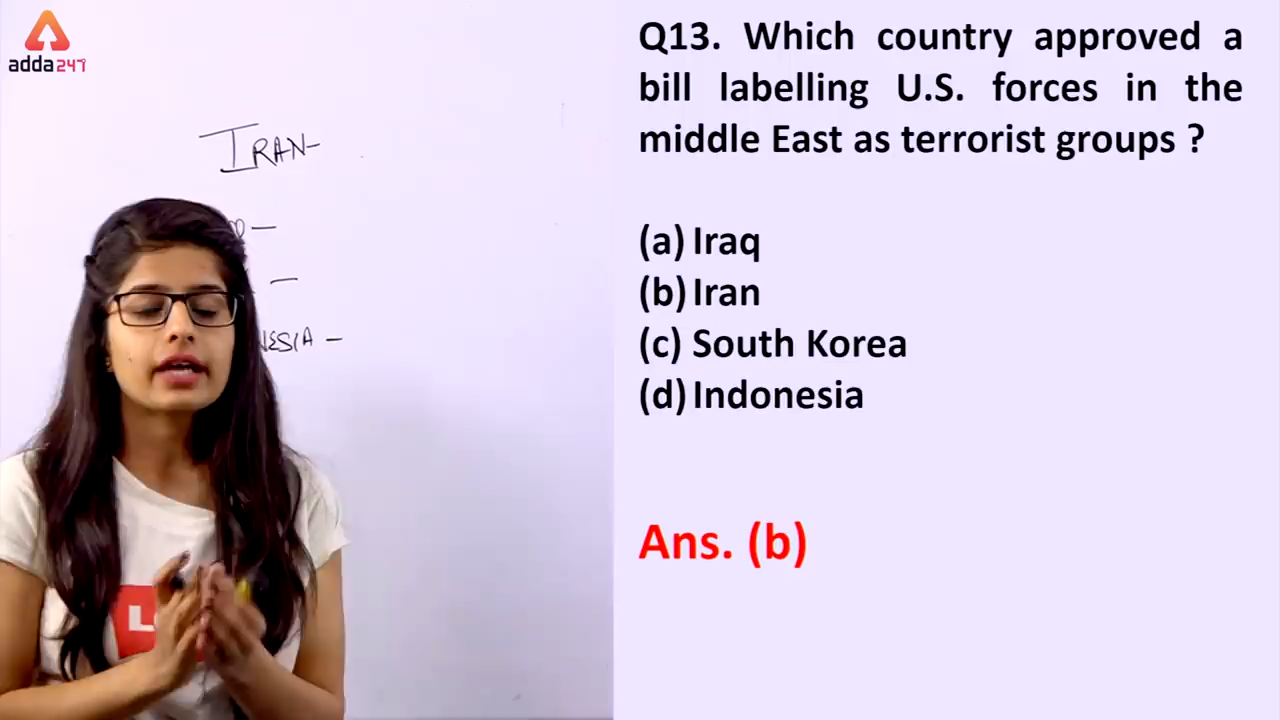 adda247
IRAN-
Q13. Which country approved a
bill labelling U.S. forces in the
middle East as terrorist groups ?
(a) Iraq
(b) Iran
(c) South Korea
(d) Indonesia
Ans. (b)